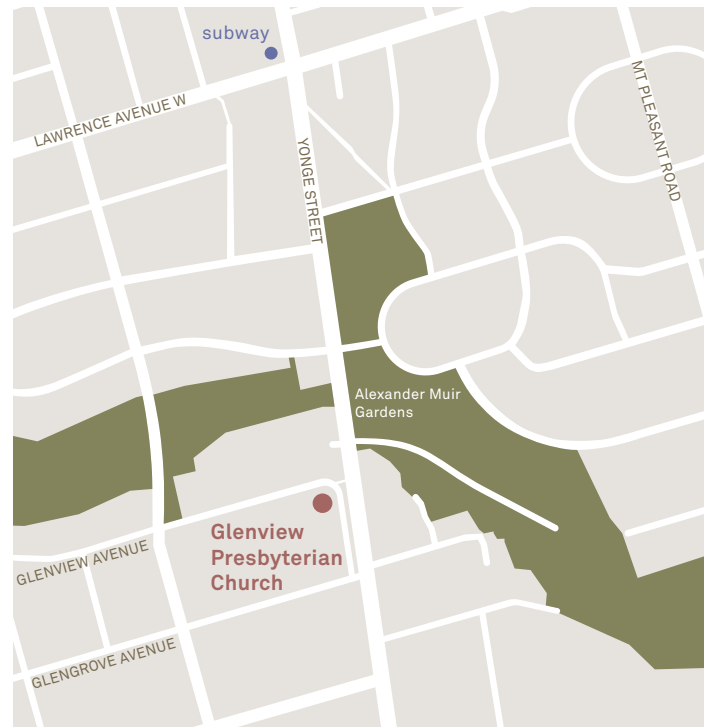 subway
LAWRENCE AVENUE W
YONGE STREET
MT PLEASANT ROAD
Alexander Muir
Gardens
Glenview
Presbyterian
Church
GLENVIEW AVENUE
GLENGROVE AVENUE